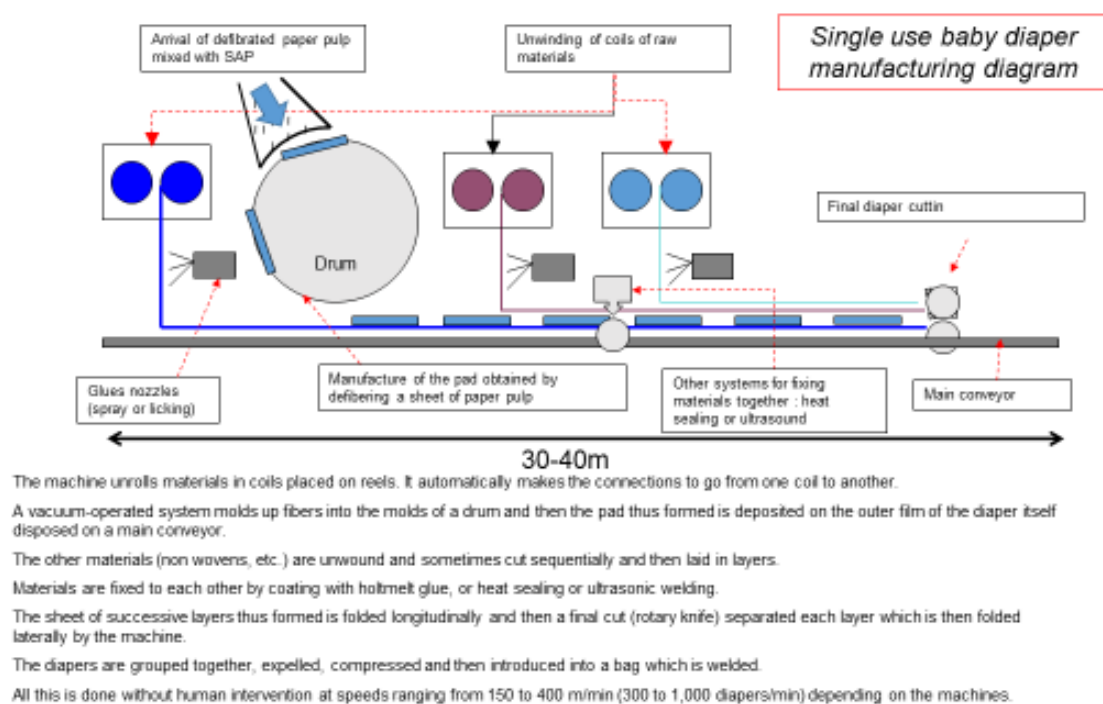 Arrival of defibrated paper pulp
mixed with SAP
Unwinding of coils of raw
materials
Single use baby diaper
manufacturing diagram
Final diaper cuttin
Drum
Glues nozzles
(spray or licking)
Manufacture of the pad obtained by
defibering a sheet of paper pulp
Other systems for fixing
materials together : heat
sealing or ultrasound
Main conveyor
30-40m
The machine unrolls materials in coils placed on reels. It automatically makes the connections to go from one coil to another.
A vacuum-operated system molds up fibers into the molds of a drum and then the pad thus formed is deposited on the outer film of the diaper itself
disposed on a main conveyor.
The other materials (non wovens, etc.) are unwound and sometimes cut sequentially and then laid in layers.
Materials are fixed to each other by coating with holtmelt glue, or heat sealing or ultrasonic welding.
The sheet of successive layers thus formed is folded longitudinally and then a final cut (rotary knife) separated each layer which is then folded
laterally by the machine.
The diapers are grouped together, expelled, compressed and then introduced into a bag which is welded.
All this is done without human intervention at speeds ranging from 150 to 400 m/min (300 to 1,000 diapers/min) depending on the machines.